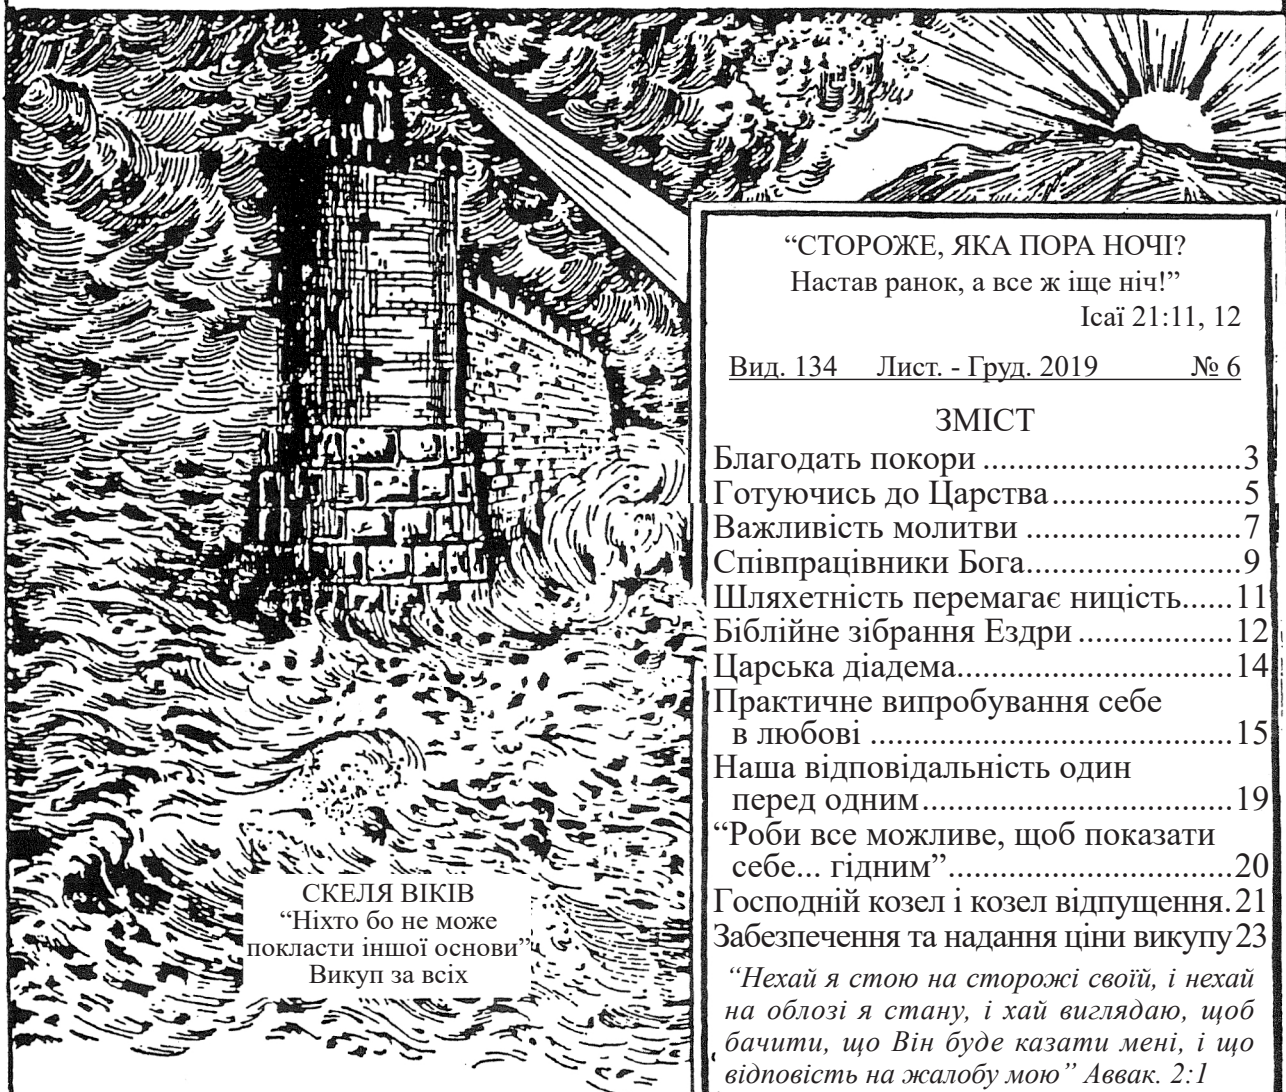 “СТОРОЖЕ, ЯКА ПОРА НОЧІ?
Настав ранок, а все ж іще ніч!”
Ісаї 21:11, 12
Вид. 134 Лист. - Груд. 2019 № 6
ЗМІСТ
Благодать покори ............................3
Готуючись до Царства.....................5
Важливість молитви ........................7
Співпрацівники Бога........................9
Шляхетність перемагає ницість......11
Біблійне зібрання Ездри .................12
Царська діадема...............................14
Практичне випробування себе
в любові .........................................15
Наша відповідальність один
перед одним...................................19
“Роби все можливе, щоб показати
себе... гідним”................................20
Господній козел і козел відпущення.21
Забезпечення та надання ціни викупу23
“Нехай я стою на сторожі своїй, і нехай
на облозі я стану, і хай виглядаю, щоб
бачити, що Він буде казати мені, і що
відповість на жалобу мою” Аввак. 2:1
СКЕЛЯ ВІКІВ
“Ніхто бо не може
покласти іншої основи”
Викуп за всіх